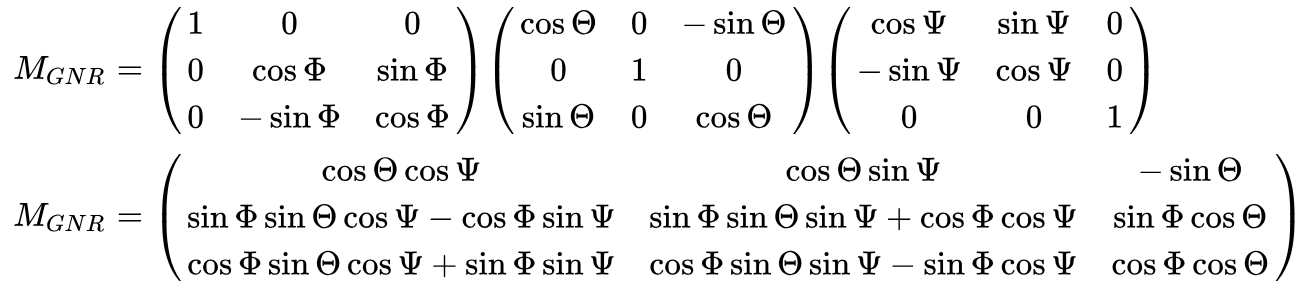 M_{GNR} = \begin{pmatrix} 1 & 0 & 0 \\ 0 & \cos\Phi & \sin\Phi \\ 0 & -\sin\Phi & \cos\Phi \end{pmatrix} \begin{pmatrix} \cos\Theta & 0 & -\sin\Theta \\ 0 & 1 & 0 \\ \sin\Theta & 0 & \cos\Theta \end{pmatrix} \begin{pmatrix} \cos\Psi & \sin\Psi & 0 \\ -\sin\Psi & \cos\Psi & 0 \\ 0 & 0 & 1 \end{pmatrix}
M_{GNR} = \begin{pmatrix} \cos\Theta\cos\Psi & \cos\Theta\sin\Psi & -\sin\Theta \\ \sin\Phi\sin\Theta\cos\Psi - \cos\Phi\sin\Psi & \sin\Phi\sin\Theta\sin\Psi + \cos\Phi\cos\Psi & \sin\Phi\cos\Theta \\ \cos\Phi\sin\Theta\cos\Psi + \sin\Phi\sin\Psi & \cos\Phi\sin\Theta\sin\Psi - \sin\Phi\cos\Psi & \cos\Phi\cos\Theta \end{pmatrix}